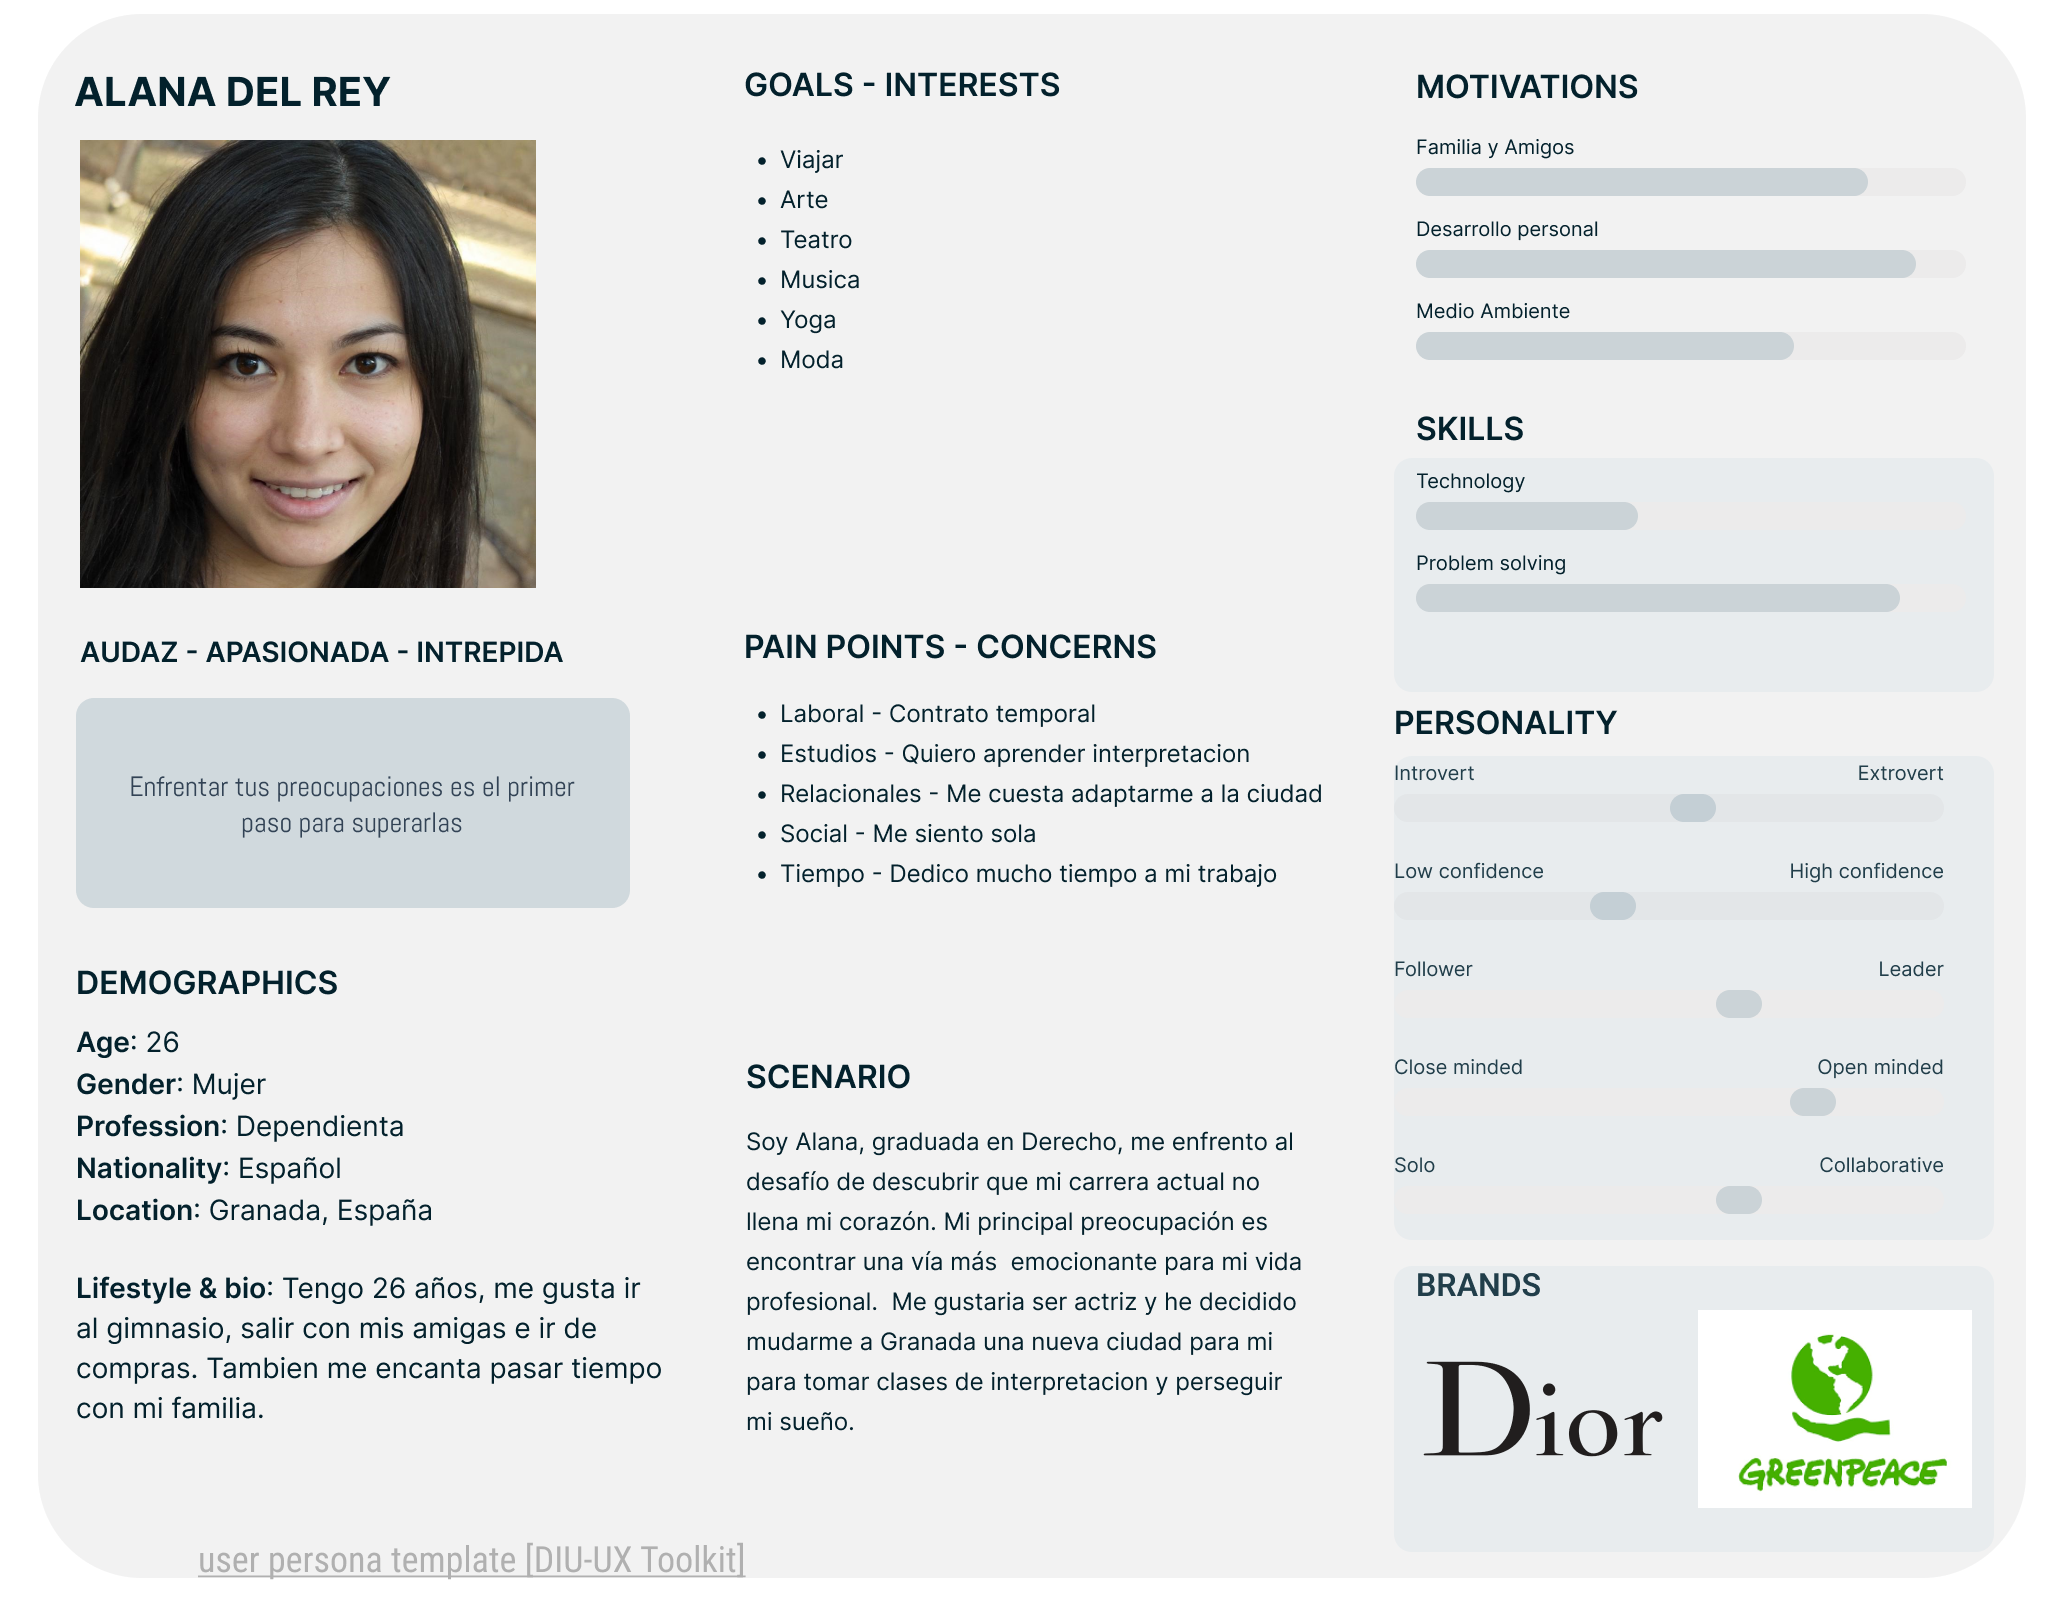 ALANA DEL REY
AUDAZ - APASIONADA - INTREPIDA
Enfrentar tus preocupaciones es el primer
paso para superarlas
DEMOGRAPHICS
Age: 26
Gender: Mujer
Profession: Dependienta
Nationality: Español
Location: Granada, España
Lifestyle & bio: Tengo 26 años, me gusta ir
al gimnasio, salir con mis amigas e ir de
compras. Tambien me encanta pasar tiempo
con mi familia.
GOALS - INTERESTS
• Viajar
• Arte
• Teatro
• Musica
• Yoga
• Moda
PAIN POINTS - CONCERNS
• Laboral - Contrato temporal
• Estudios - Quiero aprender interpretacion
• Relacionales - Me cuesta adaptarme a la ciudad
• Social - Me siento sola
• Tiempo - Dedico mucho tiempo a mi trabajo
SCENARIO
Soy Alana, graduada en Derecho, me enfrento al
desafío de descubrir que mi carrera actual no
llena mi corazón. Mi principal preocupación es
encontrar una vía más  emocionante para mi vida
profesional.  Me gustaria ser actriz y he decidido
mudarme a Granada una nueva ciudad para mi
para tomar clases de interpretacion y perseguir
mi sueño.
MOTIVATIONS
Familia y Amigos
Desarrollo personal
Medio Ambiente
SKILLS
Technology
Problem solving
PERSONALITY
Introvert Extrovert
Low confidence High confidence
Follower Leader
Close minded Open minded
Solo Collaborative
BRANDS
Dior
GREENPEACE
user persona template [DIU-UX Toolkit]